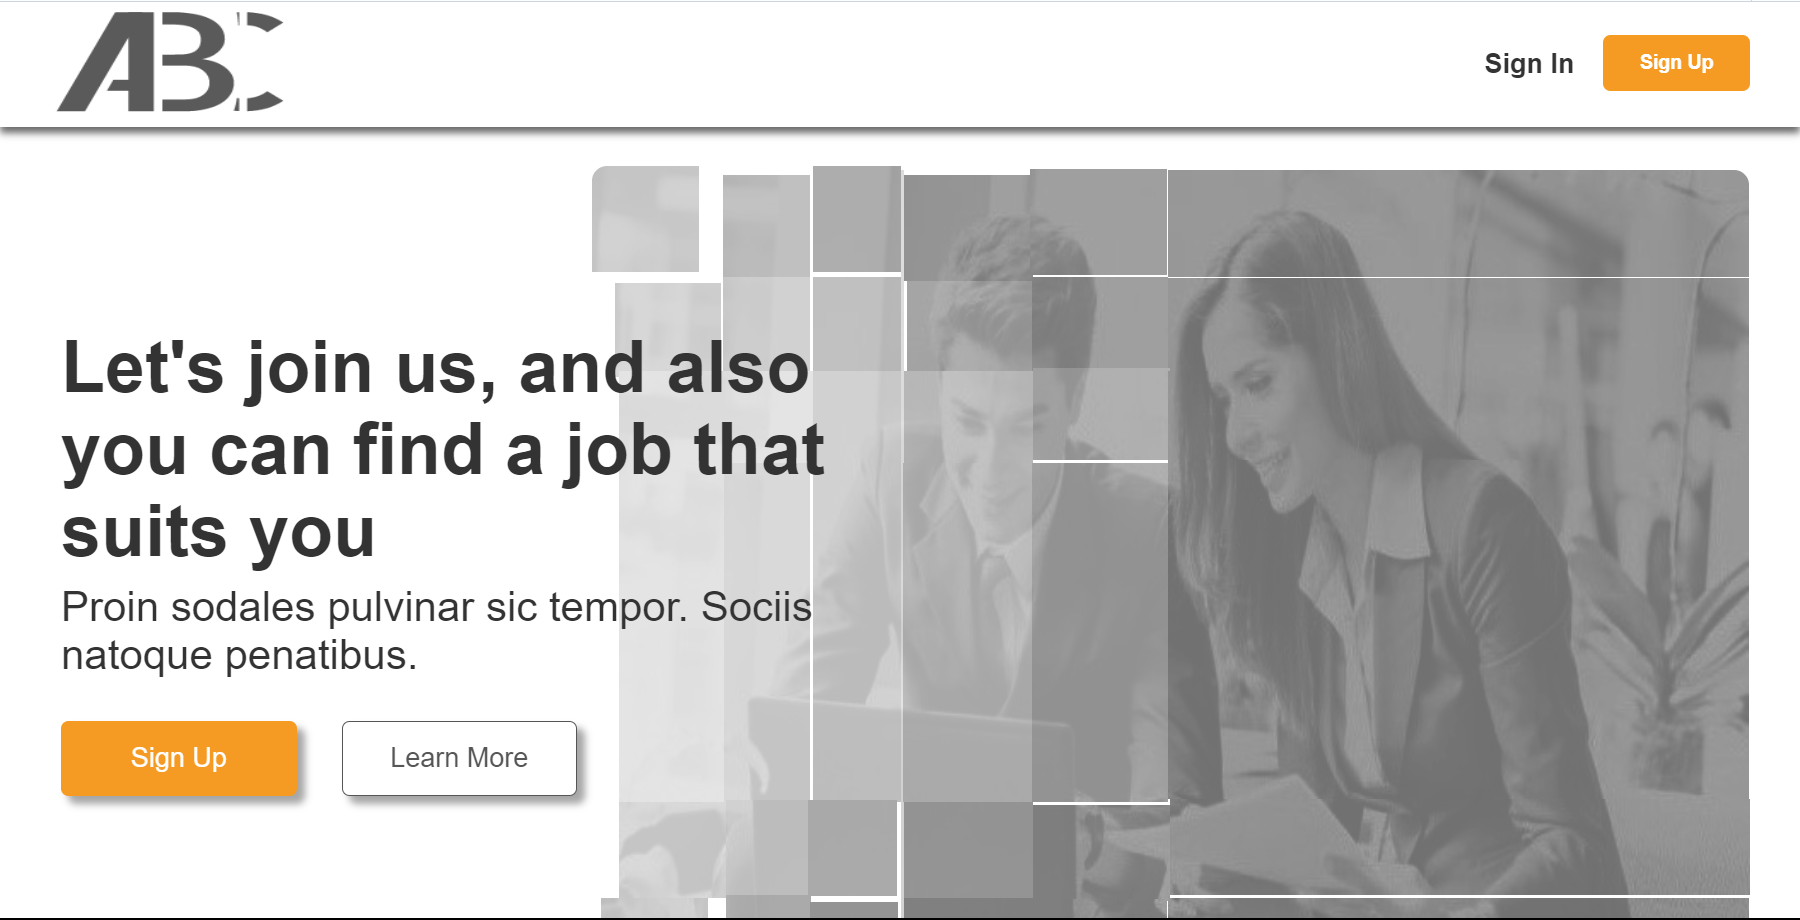 ABC
Sign In
Sign Up
Let's join us, and also
you can find a job that
suits you
Proin sodales pulvinar sic tempor. Sociis
natoque penatibus.
Sign Up
Learn More